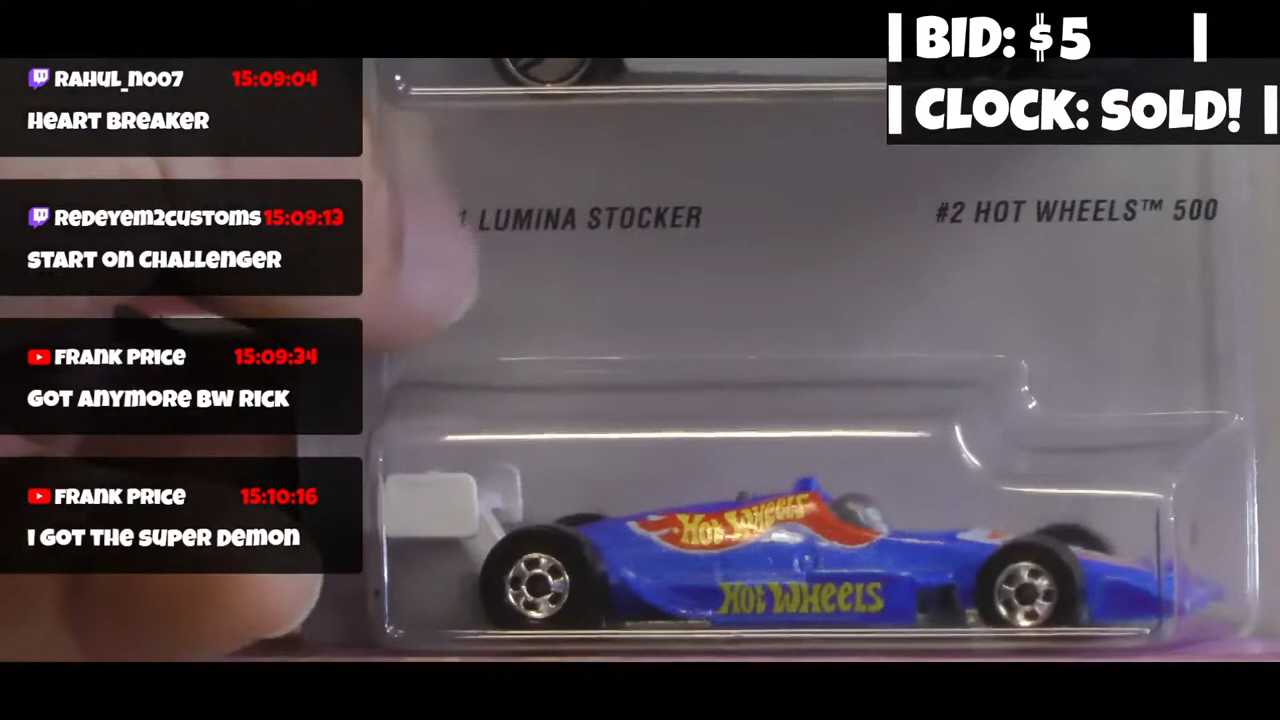 | BID: $5 |
| CLOCK: SOLD! |
RAHUL_N007 15:09:04
HEART BREAKER
REDEYEM2CUSTOMS 15:09:13
START ON CHALLENGER
FRANK PRICE 15:09:34
GOT ANYMORE BW RICK
FRANK PRICE 15:10:16
I GOT THE SUPER DEMON
1 LUMINA STOCKER
#2 HOT WHEELS™ 500
Hot Wheels
Hot Wheels